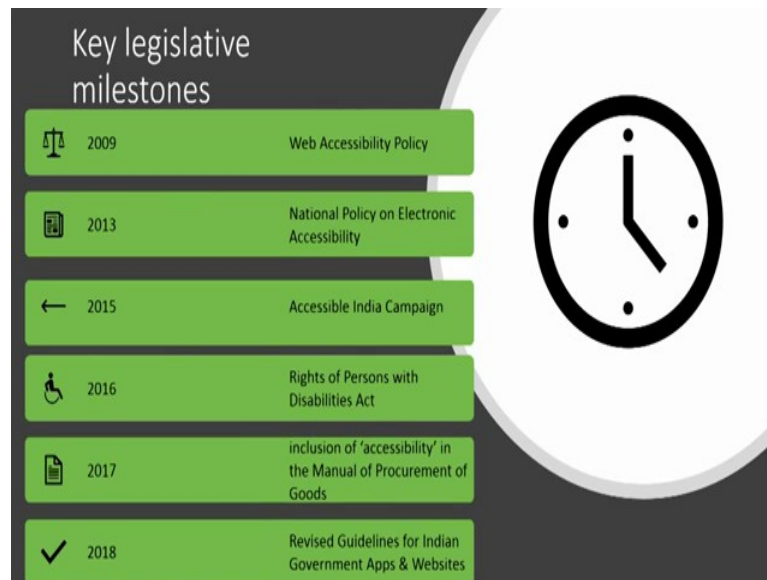 Key legislative
milestones
2009 Web Accessibility Policy
2013 National Policy on Electronic
Accessibility
2015 Accessible India Campaign
2016 Rights of Persons with
Disabilities Act
2017 inclusion of ‘accessibility’ in
the Manual of Procurement of
Goods
2018 Revised Guidelines for Indian
Government Apps & Websites